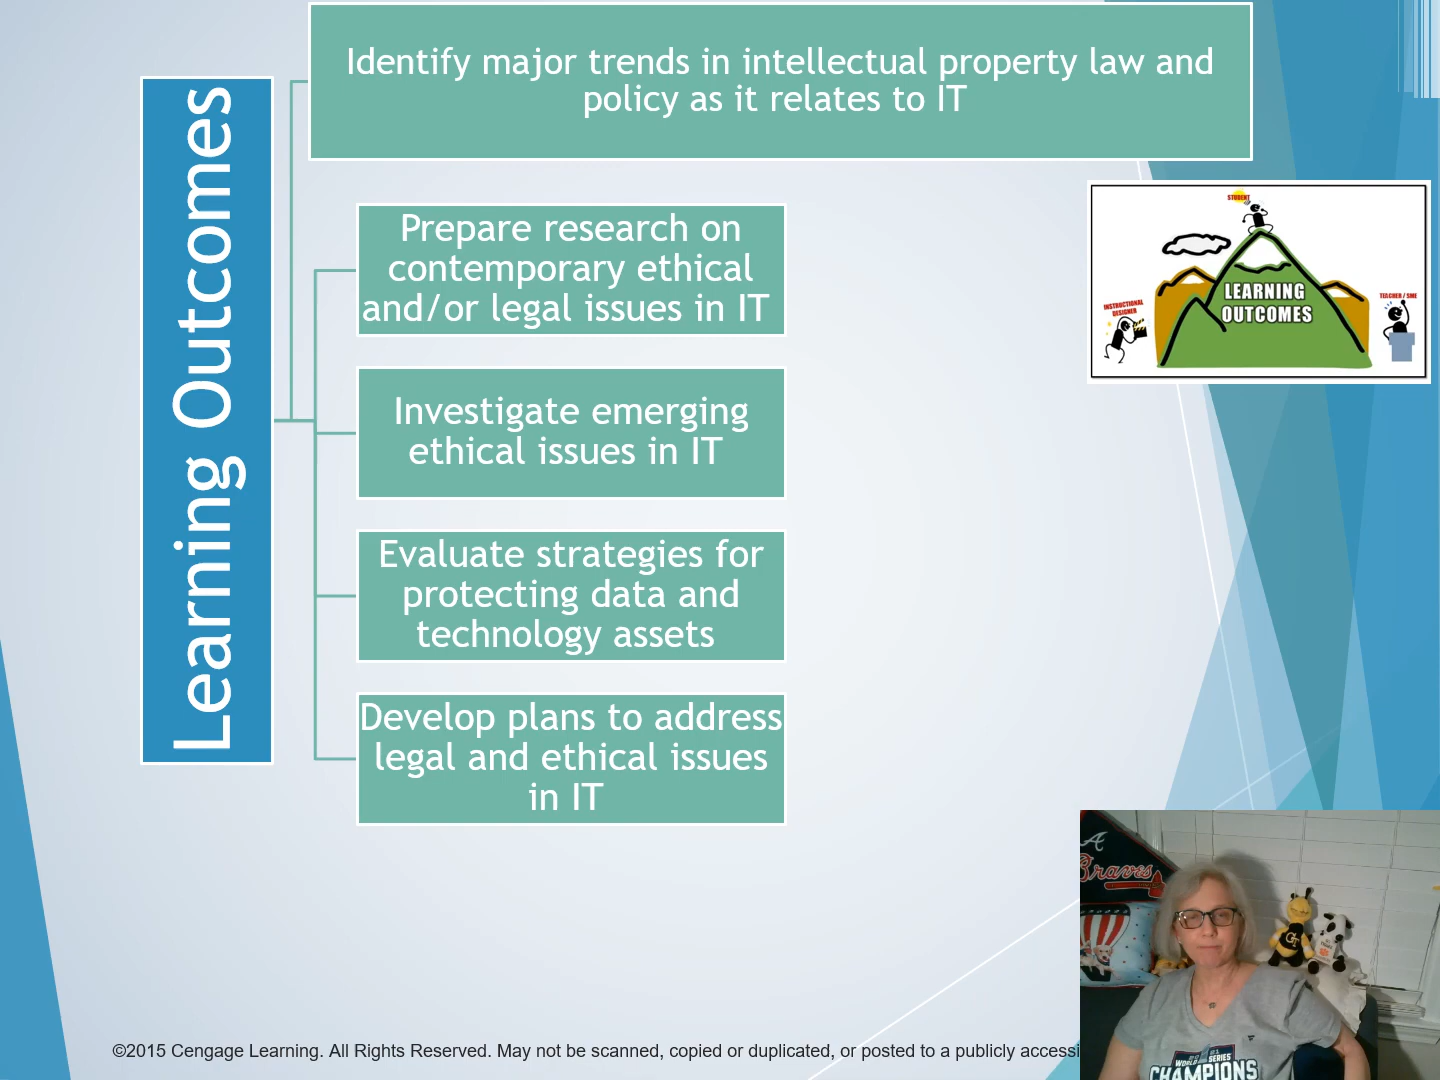 Identify major trends in intellectual property law and
policy as it relates to IT
Learning Outcomes
Prepare research on
contemporary ethical
and/or legal issues in IT
Investigate emerging
ethical issues in IT
Evaluate strategies for
protecting data and
technology assets
Develop plans to address
legal and ethical issues
in IT
STUDENT
INSTRUCTIONAL
DESIGNER
TEACHER / SME
LEARNING
OUTCOMES
A
Braves
GT
WORLD SERIES
CHAMPIONS
©2015 Cengage Learning. All Rights Reserved. May not be scanned, copied or duplicated, or posted to a publicly accessi